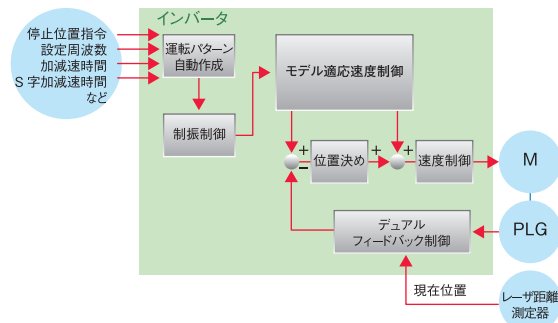 インバータ
停止位置指令
設定周波数
加減速時間
S 字加減速時間
など
運転パターン
自動作成
モデル適応速度制御
制振制御
+
−
位置決め
+
+
速度制御
M
PLG
デュアル
フィードバック制御
現在位置
レーザ距離
測定器